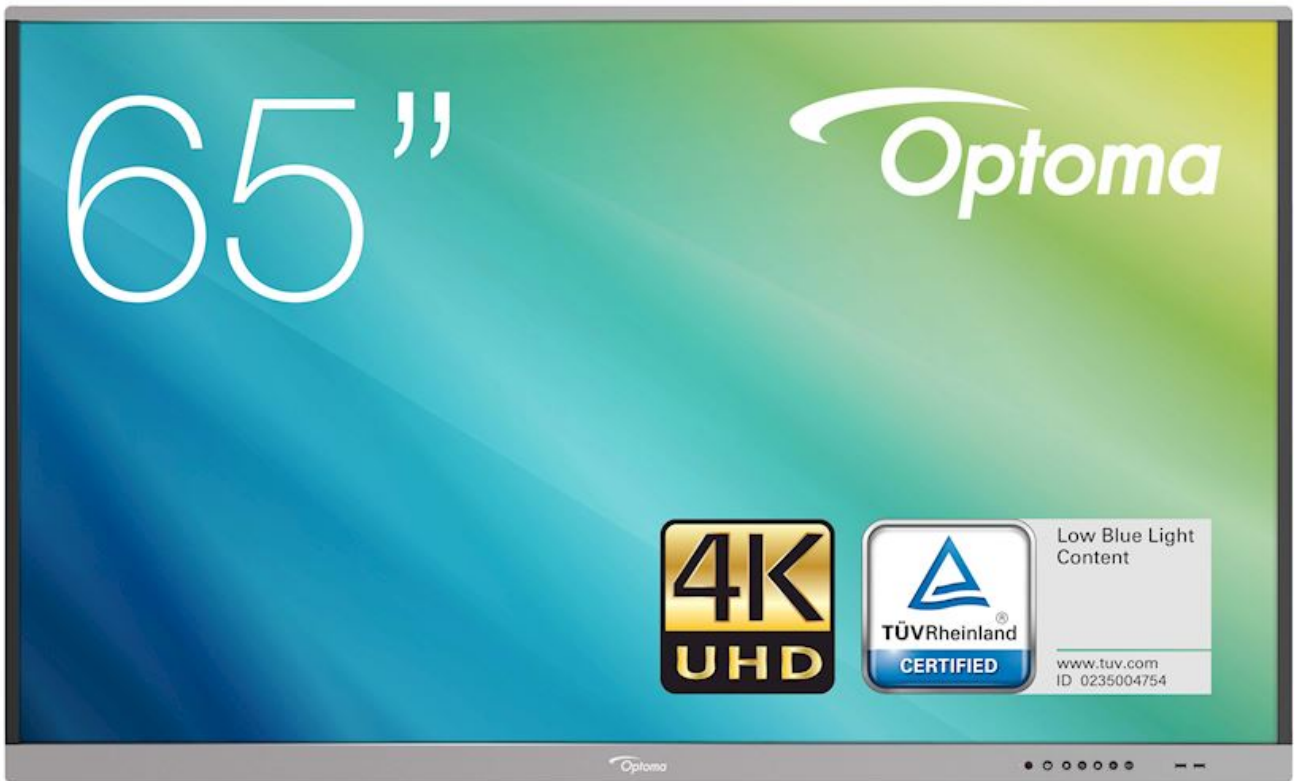 65”
Optoma
4K
UHD
TÜVRheinland®
CERTIFIED
Low Blue Light
Content
www.tuv.com
ID 0235004754
Optoma